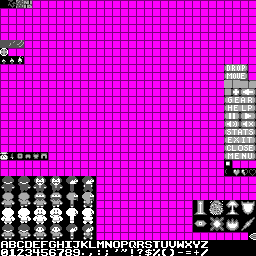 DROP
MOVE
GEAR
HELP
STATS
EXIT
CLOSE
MENU
ABCDEFGHIJKLMNOPQRSTUVWXYZ
0123456789.,:;'"!?$/()-=+/